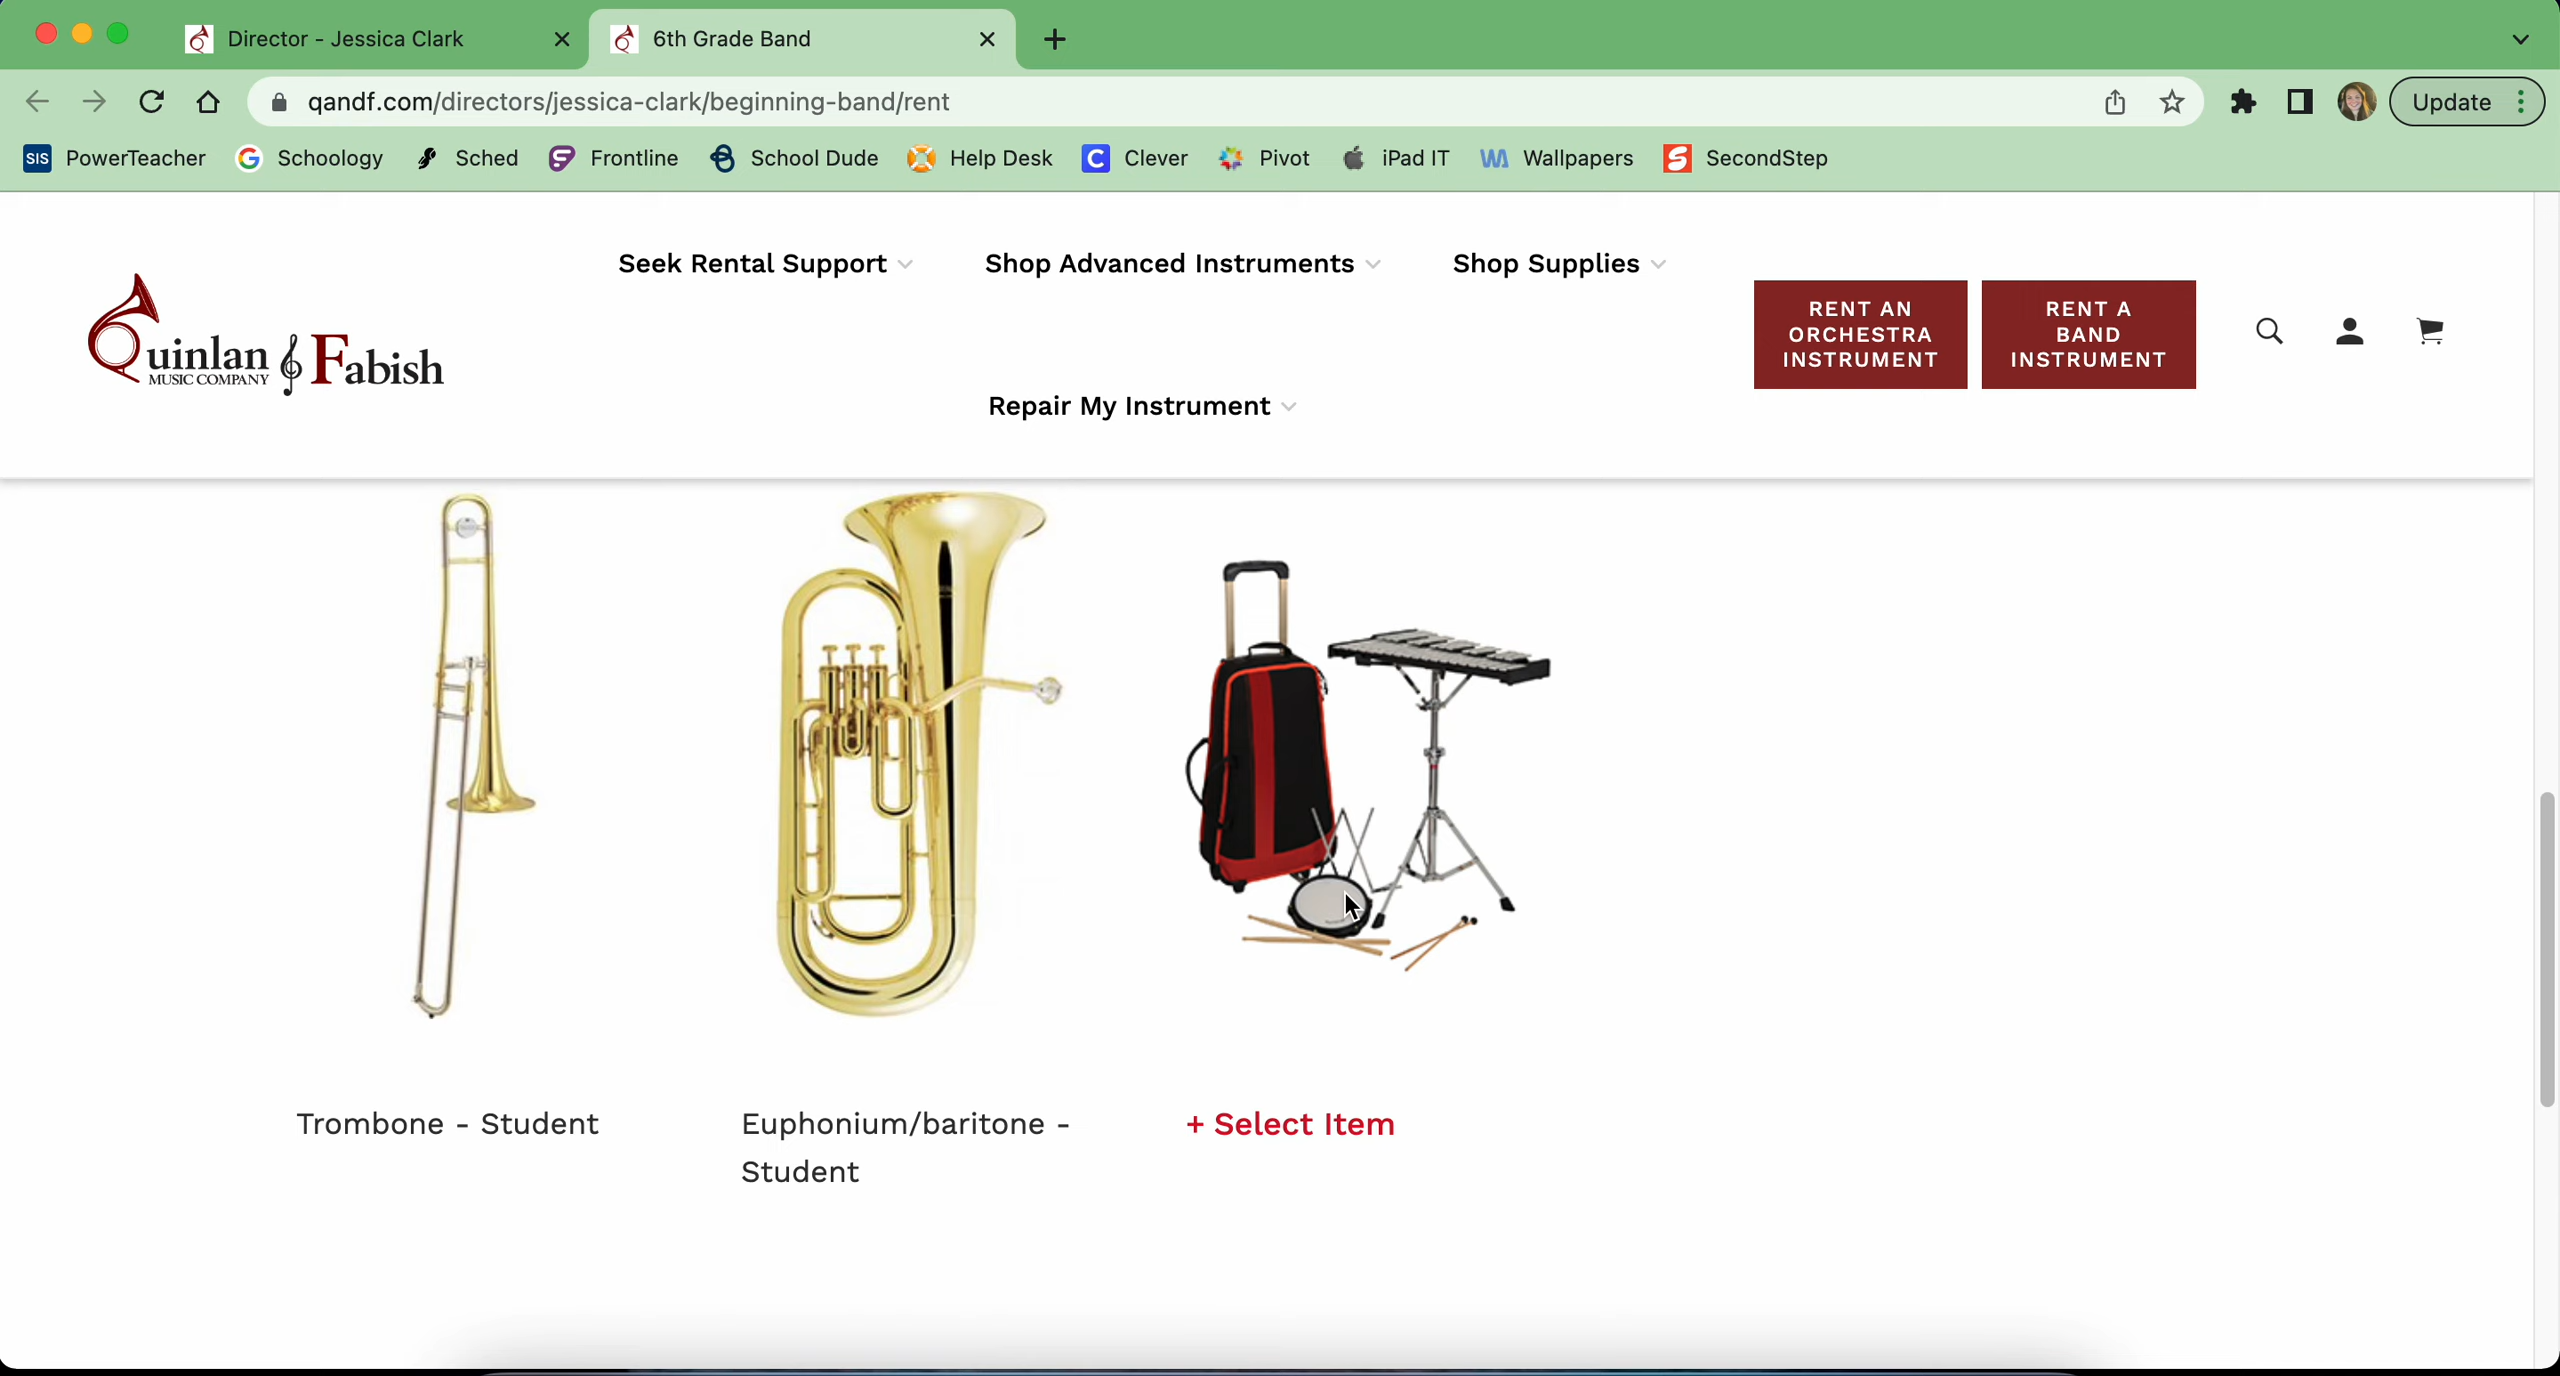 Director - Jessica Clark
6th Grade Band
qandf.com/directors/jessica-clark/beginning-band/rent
Update
SIS PowerTeacher
Schoology
Sched
Frontline
School Dude
Help Desk
C Clever
Pivot
iPad IT
Wallpapers
SecondStep
Quinlan & Fabish
MUSIC COMPANY
Seek Rental Support
Shop Advanced Instruments
Shop Supplies
Repair My Instrument
RENT AN
ORCHESTRA
INSTRUMENT
RENT A
BAND
INSTRUMENT
Trombone - Student
Euphonium/baritone -
Student
+ Select Item